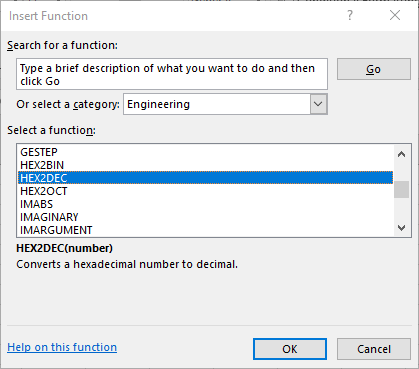 Insert Function
?
Search for a function:
Type a brief description of what you want to do and then
click Go
Go
Or select a category: Engineering
Select a function:
GESTEP
HEX2BIN
HEX2DEC
HEX2OCT
IMABS
IMAGINARY
IMARGUMENT
HEX2DEC(number)
Converts a hexadecimal number to decimal.
Help on this function
OK
Cancel